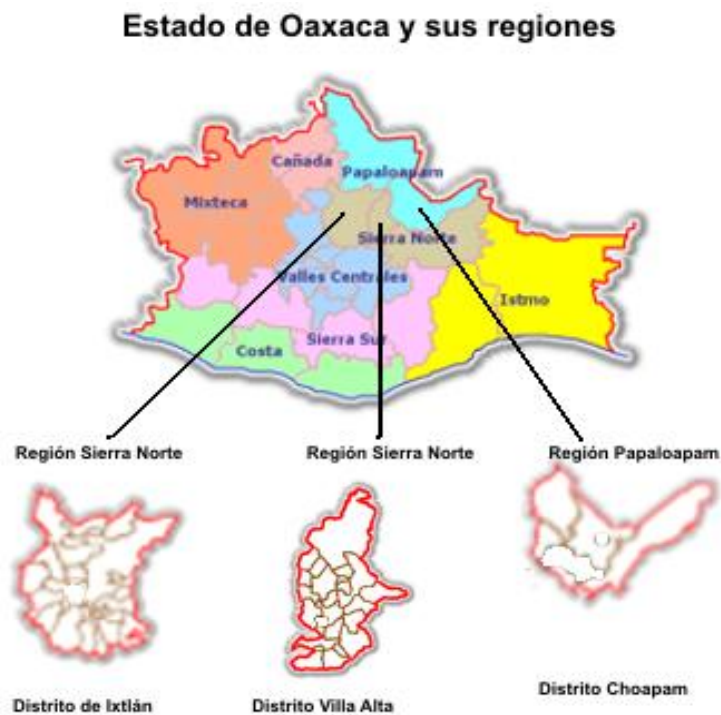 Estado de Oaxaca y sus regiones
Cañada
Papaloapam
Mixteca
Sierra Norte
Valles Centrales
Istmo
Sierra Sur
Costa
Región Sierra Norte
Región Sierra Norte
Región Papaloapam
Distrito de Ixtlán
Distrito Villa Alta
Distrito Choapam